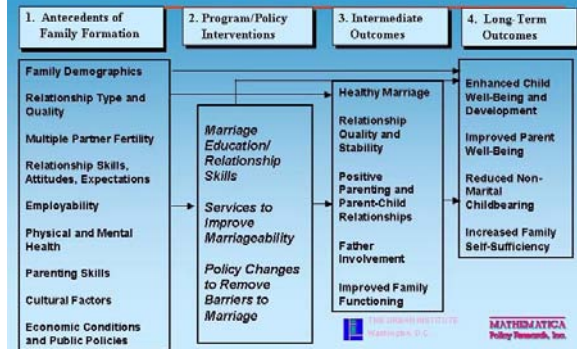 1. Antecedents of
Family Formation
2. Program/Policy
Interventions
3. Intermediate
Outcomes
4. Long-Term
Outcomes
Family Demographics
Relationship Type and
Quality
Multiple Partner Fertility
Relationship Skills,
Attitudes, Expectations
Employability
Physical and Mental
Health
Parenting Skills
Cultural Factors
Economic Conditions
and Public Policies
Marriage
Education/
Relationship
Skills
Services to
Improve
Marriageability
Policy Changes
to Remove
Barriers to
Marriage
Healthy Marriage
Relationship
Quality and
Stability
Positive
Parenting and
Parent-Child
Relationships
Father
Involvement
Improved Family
Functioning
Enhanced Child
Well-Being and
Development
Improved Parent
Well-Being
Reduced Non-
Marital
Childbearing
Increased Family
Self-Sufficiency
THE URBAN INSTITUTE
Washington, D.C.
MATHEMATICA
Policy Research, Inc.